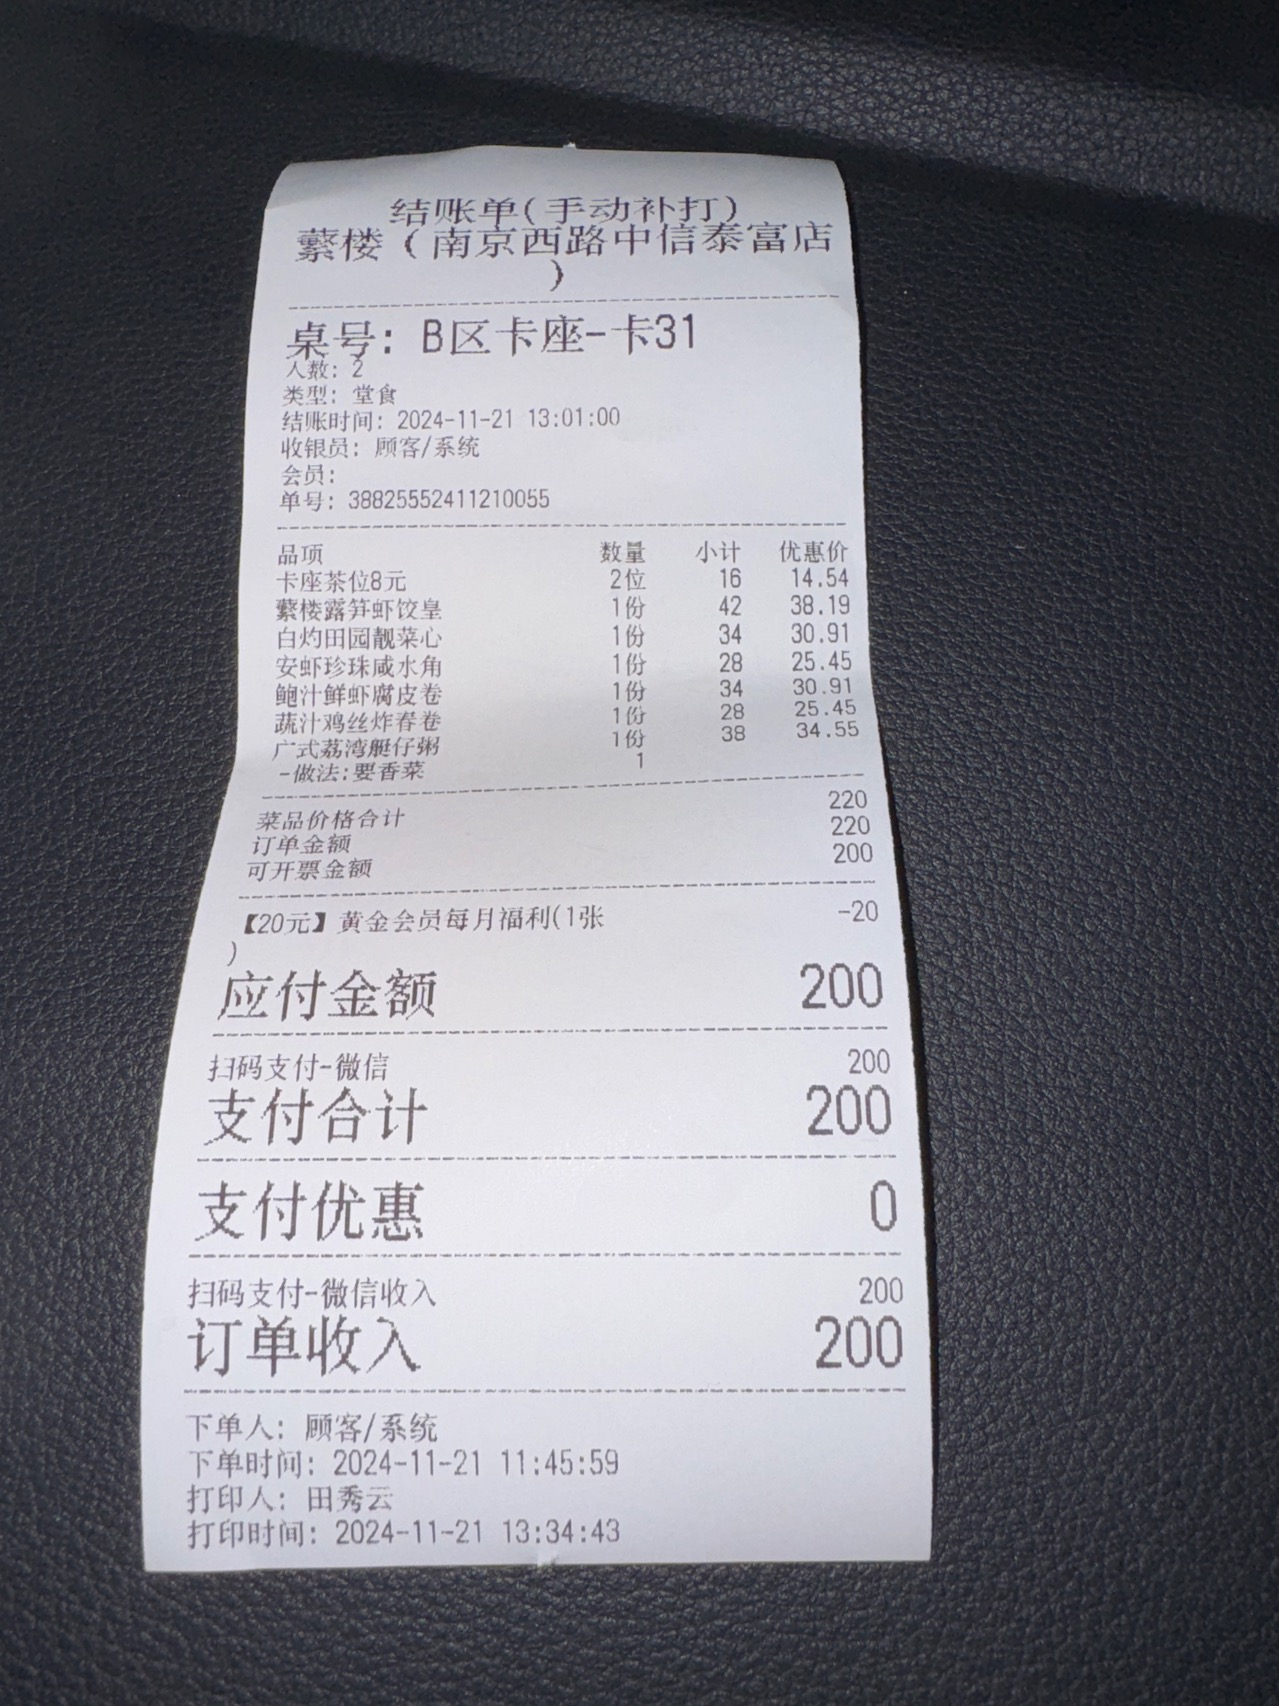 结账单(手动补打)
蘩楼(南京西路中信泰富店
)
桌号: B区卡座-卡31
人数: 2
类型: 堂食
结账时间: 2024-11-21 13:01:00
收银员: 顾客/系统
会员:
单号: 38825552411210055
品项 数量 小计 优惠价
卡座茶位8元 2位 16 14.54
蘩楼露笋虾饺皇 1份 42 38.19
白灼田园靓菜心 1份 34 30.91
安虾珍珠咸水角 1份 28 25.45
鲍汁鲜虾腐皮卷 1份 34 30.91
蔬汁鸡丝炸春卷 1份 28 25.45
广式荔湾艇仔粥 1份 38 34.55
-做法:要香菜 1
菜品价格合计 220
订单金额 220
可开票金额 200
【20元】黄金会员每月福利(1张 -20
)
应付金额 200
扫码支付-微信 200
支付合计 200
支付优惠 0
扫码支付-微信收入 200
订单收入 200
下单人: 顾客/系统
下单时间: 2024-11-21 11:45:59
打印人: 田秀云
打印时间: 2024-11-21 13:34:43